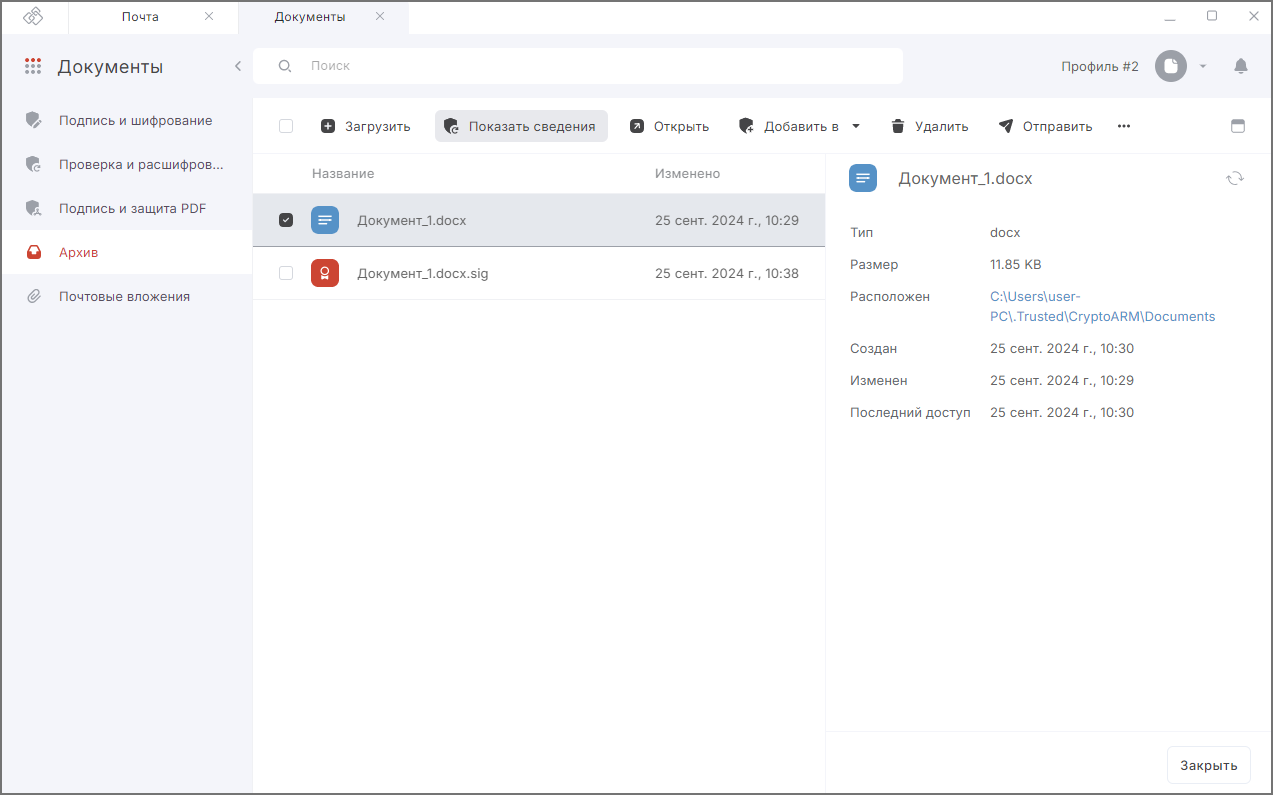 Почта
Документы
Документы
Поиск
Профиль #2
Подпись и шифрование
Проверка и расшифров...
Подпись и защита PDF
Архив
Почтовые вложения
Загрузить Показать сведения Открыть Добавить в Удалить Отправить
Название Изменено
Документ_1.docx 25 сент. 2024 г., 10:29
Документ_1.docx.sig 25 сент. 2024 г., 10:38
Документ_1.docx
Тип docx
Размер 11.85 KB
Расположен C:\Users\user-
PC\.Trusted\CryptoARM\Documents
Создан 25 сент. 2024 г., 10:30
Изменен 25 сент. 2024 г., 10:29
Последний доступ 25 сент. 2024 г., 10:30
Закрыть